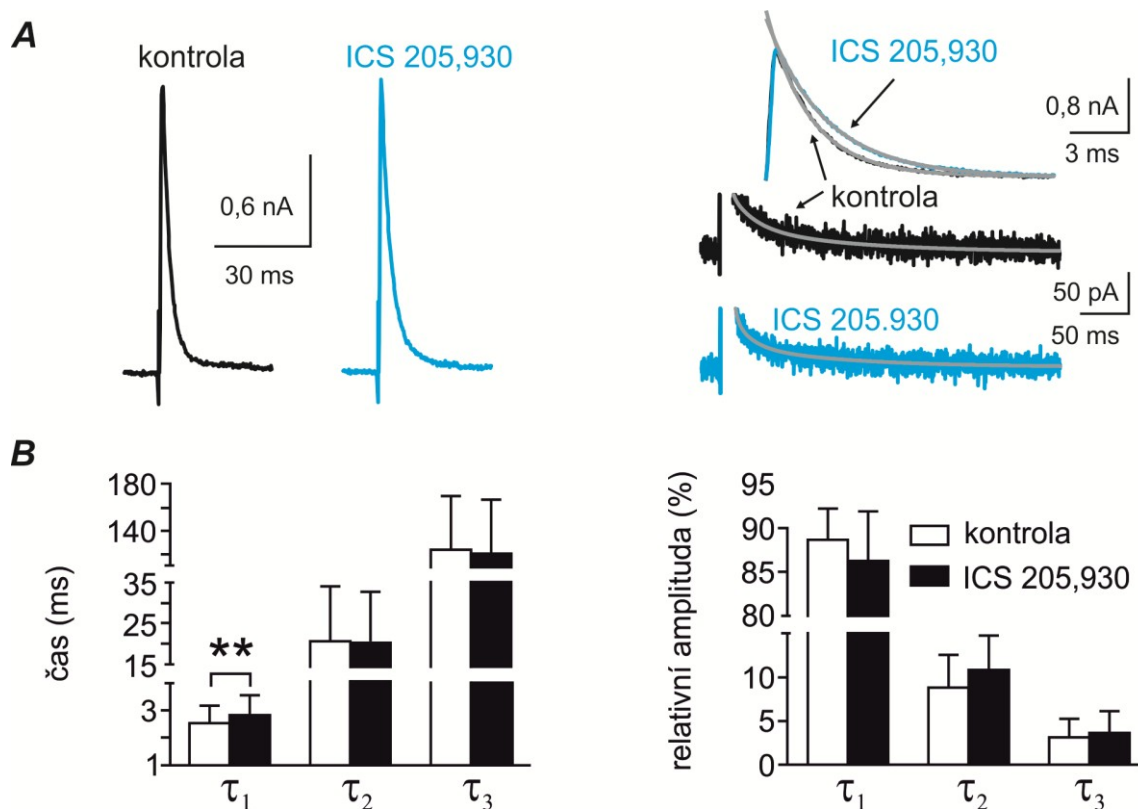 A
kontrola
ICS 205,930
0,6 nA
30 ms
ICS 205,930
0,8 nA
3 ms
kontrola
50 pA
ICS 205.930
50 ms
B
čas (ms)
180
140
35
25
15
3
1
**
τ1
τ2
τ3
relativní amplituda (%)
95
90
85
80
10
5
0
kontrola
ICS 205,930
τ1
τ2
τ3